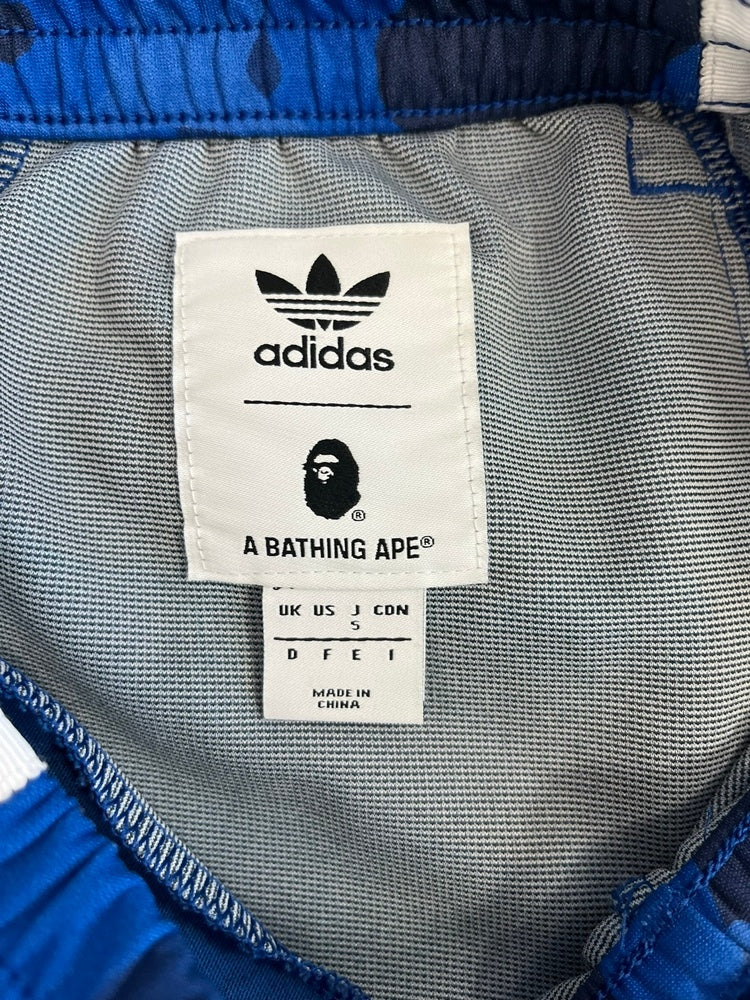 adidas
®
A BATHING APE®
UK US J CDN
S
D F E I
MADE IN
CHINA